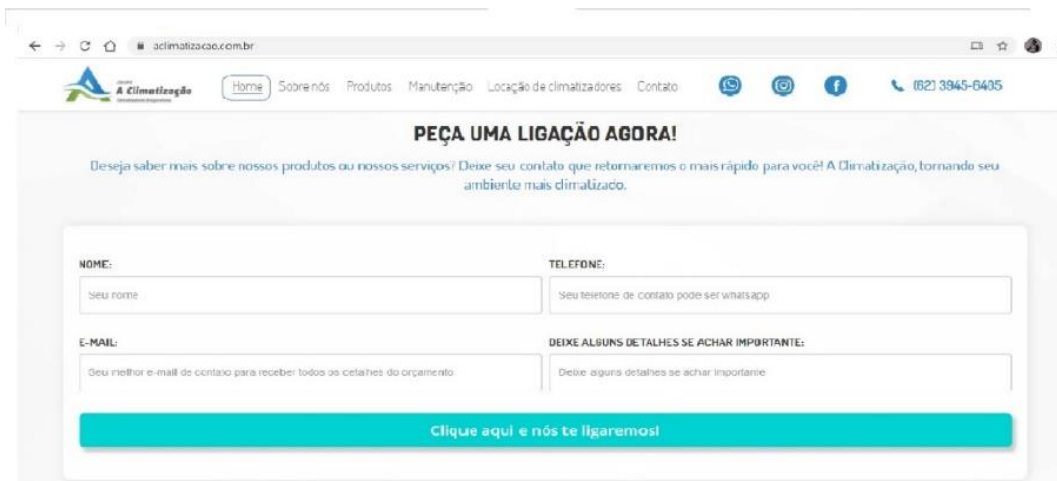 aclimatizacao.com.br
A Climatização
Home Sobre nós Produtos Manutenção Locação de climatizadores Contato (62) 3945-6405
PEÇA UMA LIGAÇÃO AGORA!
Deseja saber mais sobre nossos produtos ou nossos serviços? Deixe seu contato que retornaremos o mais rápido para você! A Climatização, tornando seu
ambiente mais climatizado.
NOME: TELEFONE:
Seu nome Seu telefone de contato pode ser whatsapp
E-MAIL: DEIXE ALGUNS DETALHES SE ACHAR IMPORTANTE:
Seu melhor e-mail de contato para receber todos os detalhes do orçamento Deixe alguns detalhes se achar importante
Clique aqui e nós te ligaremos!